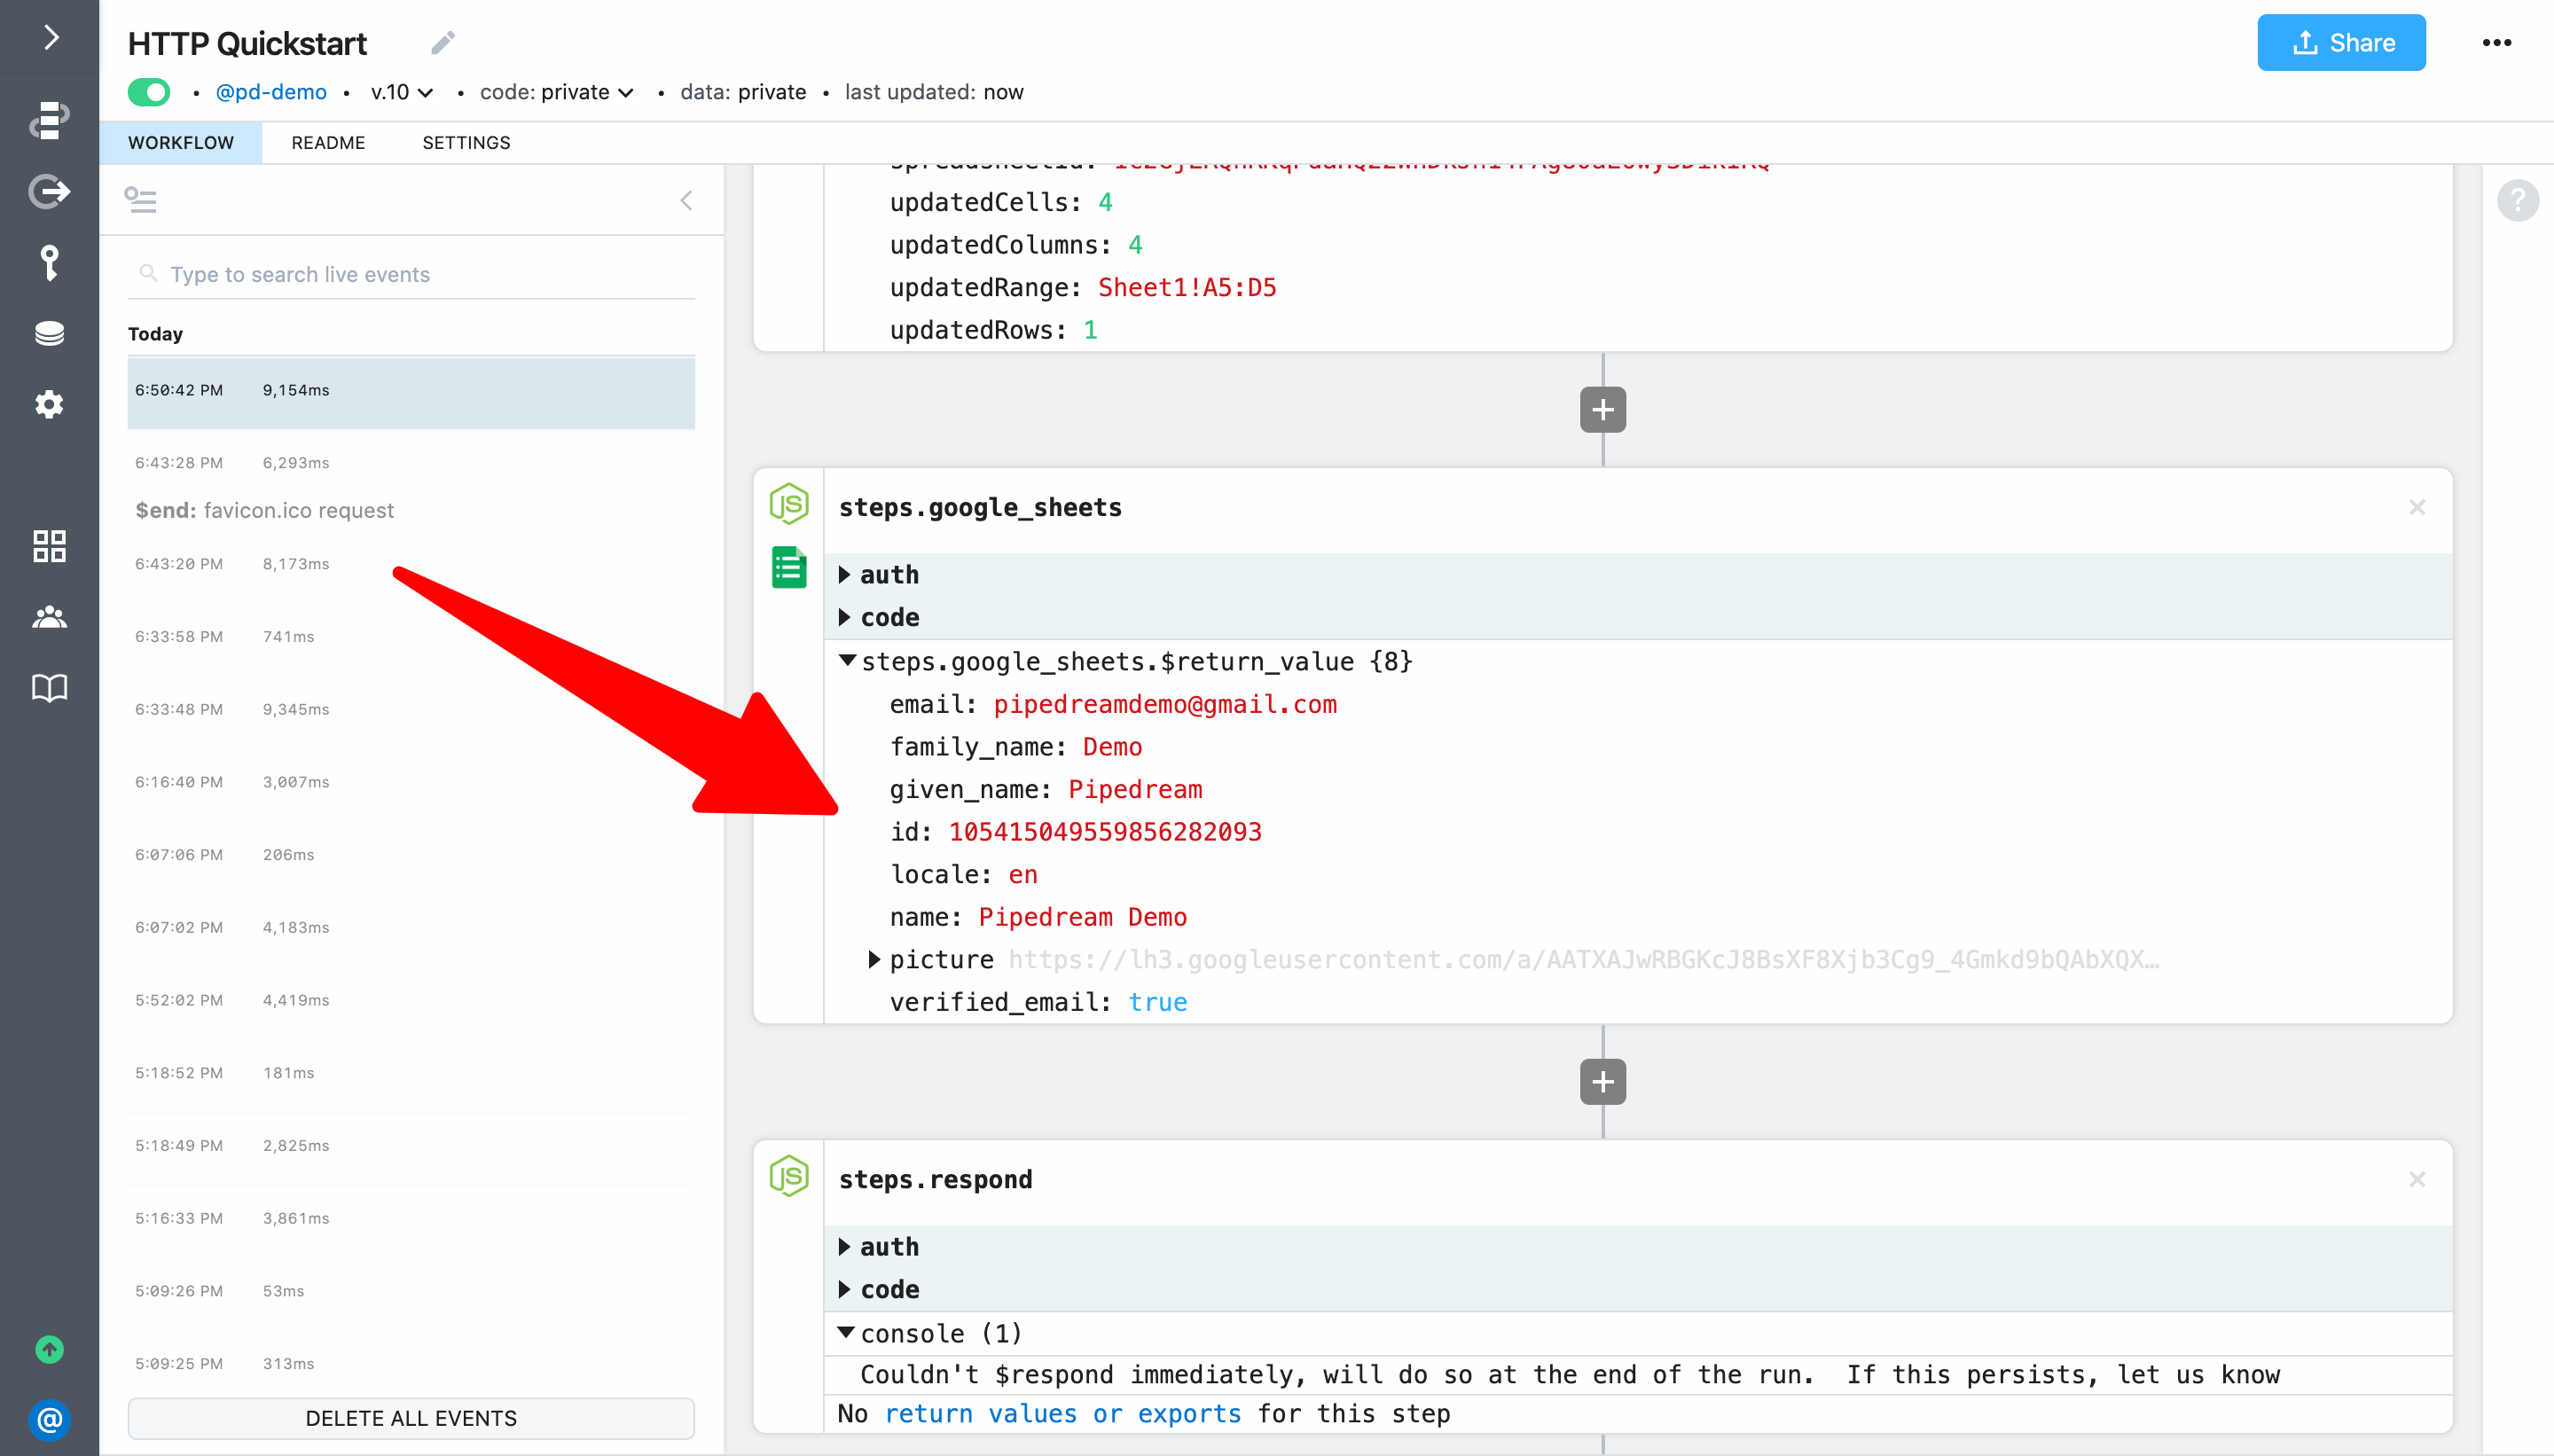 HTTP Quickstart
Share
@pd-demo • v.10 • code: private • data: private • last updated: now
WORKFLOW README SETTINGS
Type to search live events
Today
6:50:42 PM 9,154ms
6:43:28 PM 6,293ms
$end: favicon.ico request
6:43:20 PM 8,173ms
6:33:58 PM 741ms
6:33:48 PM 9,345ms
6:16:40 PM 3,007ms
6:07:06 PM 206ms
6:07:02 PM 4,183ms
5:52:02 PM 4,419ms
5:18:52 PM 181ms
5:18:49 PM 2,825ms
5:16:33 PM 3,861ms
5:09:26 PM 53ms
5:09:25 PM 313ms
DELETE ALL EVENTS
spreadsheetId:
updatedCells: 4
updatedColumns: 4
updatedRange: Sheet1!A5:D5
updatedRows: 1
steps.google_sheets
auth
code
steps.google_sheets.$return_value {8}
email: pipedreamdemo@gmail.com
family_name: Demo
given_name: Pipedream
id: 105415049559856282093
locale: en
name: Pipedream Demo
picture https://lh3.googleusercontent.com/a/AATXAJwRBGKcJ8BsXF8Xjb3Cg9_4Gmkd9bQAbXQX…
verified_email: true
steps.respond
auth
code
console (1)
Couldn't $respond immediately, will do so at the end of the run. If this persists, let us know
No return values or exports for this step